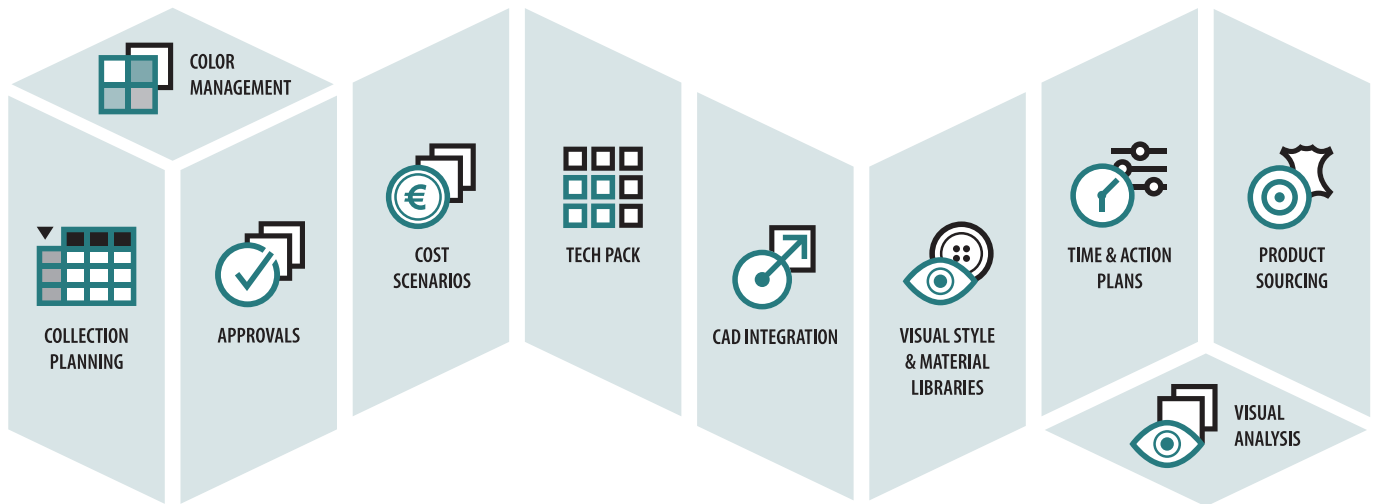 COLOR
MANAGEMENT
COLLECTION
PLANNING
APPROVALS
€
COST
SCENARIOS
TECH PACK
CAD INTEGRATION
VISUAL STYLE
& MATERIAL
LIBRARIES
TIME & ACTION
PLANS
PRODUCT
SOURCING
VISUAL
ANALYSIS